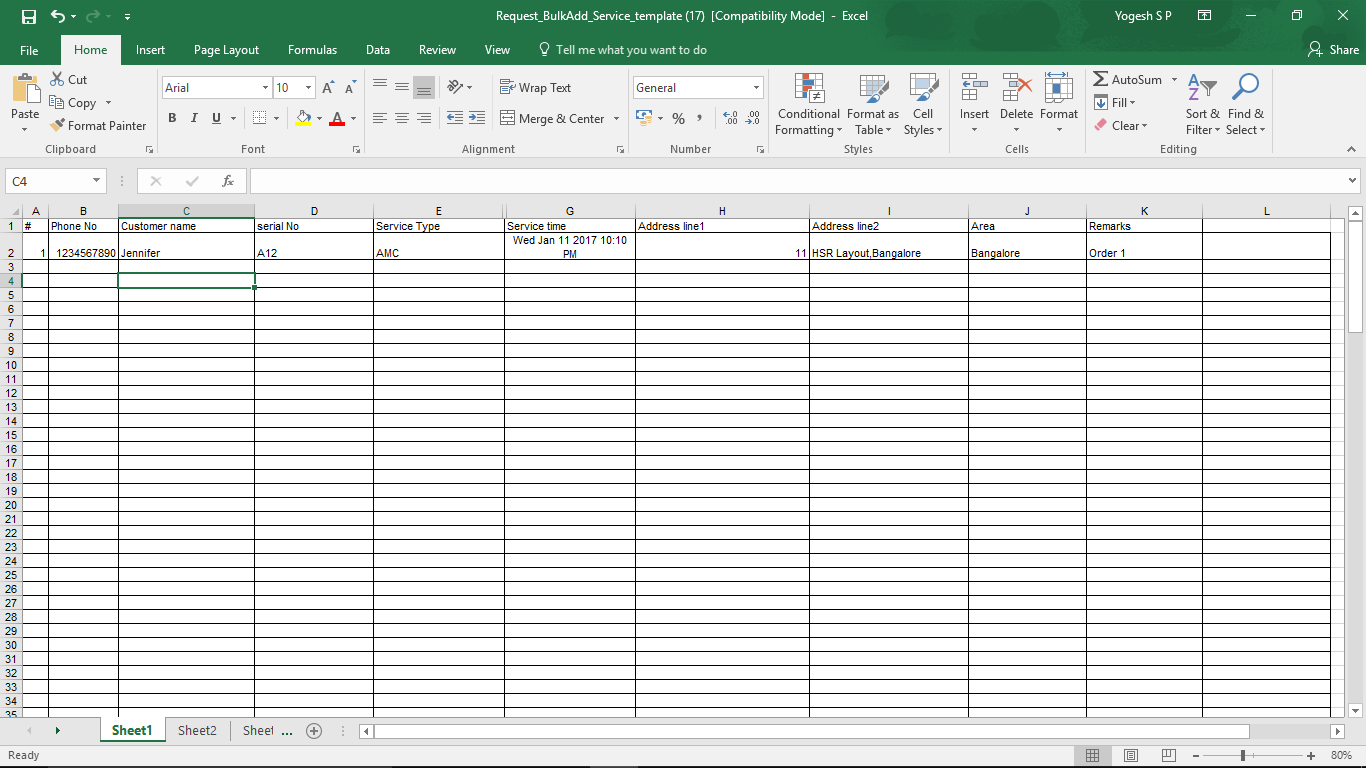 Request_BulkAdd_Service_template (17) [Compatibility Mode] - Excel
Yogesh S P
File Home Insert Page Layout Formulas Data Review View Tell me what you want to do Share
Paste
Cut
Copy
Format Painter
Clipboard
Arial 10 A A
B I U A
Font
Wrap Text
Merge & Center
Alignment
General
% , .0 .00 .00 .0
Number
Conditional Formatting
Format as Table
Cell Styles
Styles
Insert Delete Format
Cells
AutoSum
Fill
Clear
Sort & Filter
Find & Select
Editing
C4 fx
A B C D E G H I J K L
1 # Phone No Customer name serial No Service Type Service time Address line1 Address line2 Area Remarks
2 1 1234567890 Jennifer A12 AMC Wed Jan 11 2017 10:10 PM 11 HSR Layout,Bangalore Bangalore Order 1
3
4
5
6
7
8
9
10
11
12
13
14
15
16
17
18
19
20
21
22
23
24
25
26
27
28
29
30
31
32
33
34
35
Sheet1 Sheet2 Sheet ...
Ready 80%